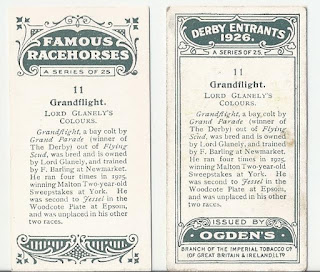 FAMOUS
RACEHORSES
A SERIES OF 25
11
Grandflight.
LORD GLANELY'S
COLOURS.
Grandflight, a bay colt by
Grand Parade (winner of
The Derby) out of Flying
Scud, was bred and is owned
by Lord Glanely, and trained
by F. Barling at Newmarket.
He ran four times in 1925,
winning Malton Two-year-old
Sweepstakes at York. He
was second to Jessel in the
Woodcote Plate at Epsom,
and was unplaced in his other
two races.
DERBY ENTRANTS
1926.
A SERIES OF 25.
11
Grandflight.
LORD GLANELY'S
COLOURS.
Grandflight, a bay colt by
Grand Parade (winner of
The Derby) out of Flying
Scud, was bred and is owned
by Lord Glanely, and trained
by F. Barling at Newmarket.
He ran four times in 1925,
winning Malton Two-year-old
Sweepstakes at York. He
was second to Jessel in the
Woodcote Plate at Epsom,
and was unplaced in his other
two races.
ISSUED BY
OGDEN'S
BRANCH OF THE IMPERIAL TOBACCO Co
(OF GREAT BRITAIN & IRELAND), LTD